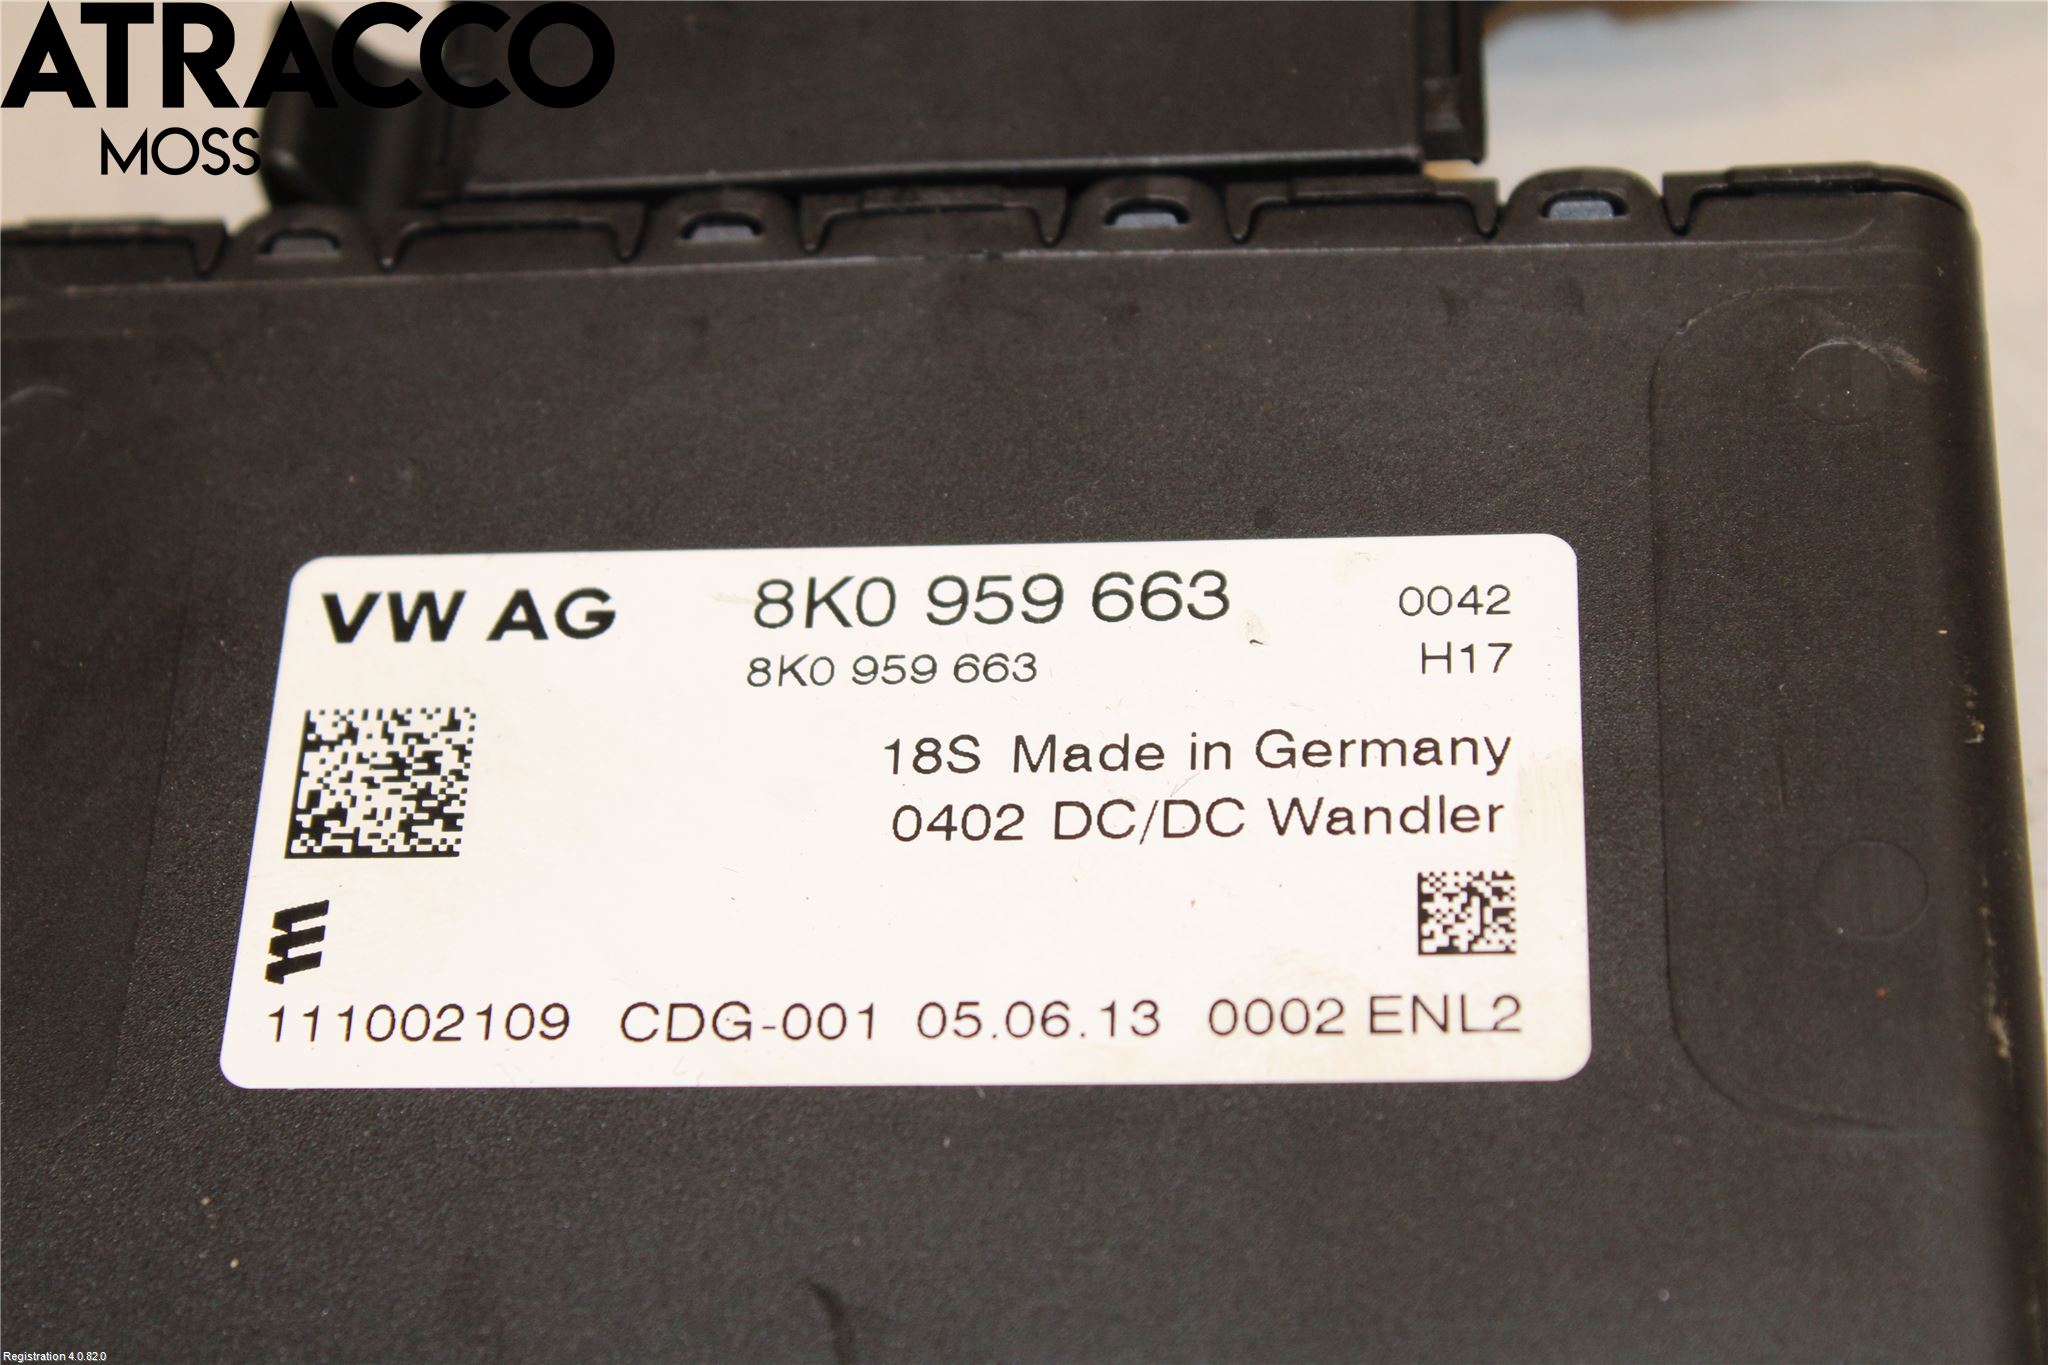 ATRACCO
MOSS
VW AG 8K0 959 663 0042
8K0 959 663 H17
18S Made in Germany
0402 DC/DC Wandler
111002109 CDG-001 05.06.13 0002 ENL2
Registration 4.0.82.0